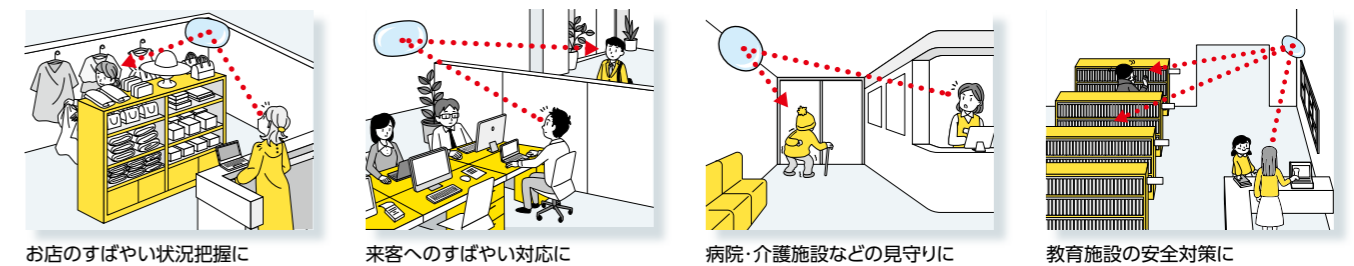 お店のすばやい状況把握に
来客へのすばやい対応に
病院・介護施設などの見守りに
教育施設の安全対策に